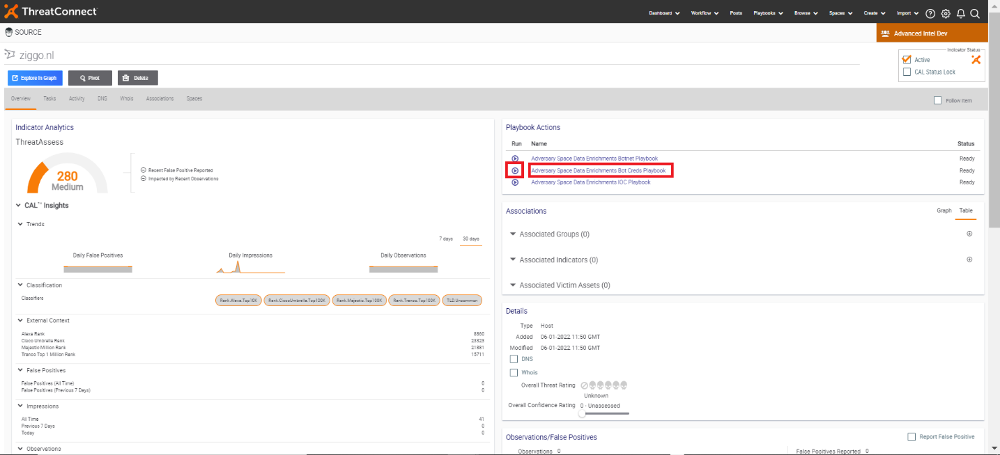 ThreatConnect
Dashboard Workflow Posts Playbooks Browse Spaces Create Import
SOURCE
Advanced Intel Dev
ziggo.nl
Indicator Status
Active
CAL Status Lock
Explore In Graph Pivot Delete
Overview Tasks Activity DNS Whois Associations Spaces
Follow Item
Indicator Analytics
ThreatAssess
280
Medium
Recent False Positive Reported
Impacted by Recent Observations
CAL™ Insights
Trends
7 days 30 days
Daily False Positives Daily Impressions Daily Observations
Classification
Classifiers Rank.Alexa.Top10K Rank.CiscoUmbrella.Top100K Rank.Majestic.Top100K Rank.Tranco.Top100K TLD.Uncommon
External Context
Alexa Rank 8860
Cisco Umbrella Rank 23323
Majestic Million Rank 21881
Tranco Top 1 Million Rank 15711
False Positives
False Positives (All Time) 0
False Positives (Previous 7 Days) 0
Impressions
All Time 41
Previous 7 Days 0
Today 0
Observations
Playbook Actions
Run Name Status
Adversary Space Data Enrichments Botnet Playbook Ready
Adversary Space Data Enrichments Bot Creds Playbook Ready
Adversary Space Data Enrichments IOC Playbook Ready
Associations Graph Table
Associated Groups (0)
Associated Indicators (0)
Associated Victim Assets (0)
Details
Type Host
Added 06-01-2022 11:50 GMT
Modified 06-01-2022 11:50 GMT
DNS
Whois
Overall Threat Rating
Unknown
Overall Confidence Rating 0 - Unassessed
Observations/False Positives Report False Positive
Observations 0 False Positives Reported 0